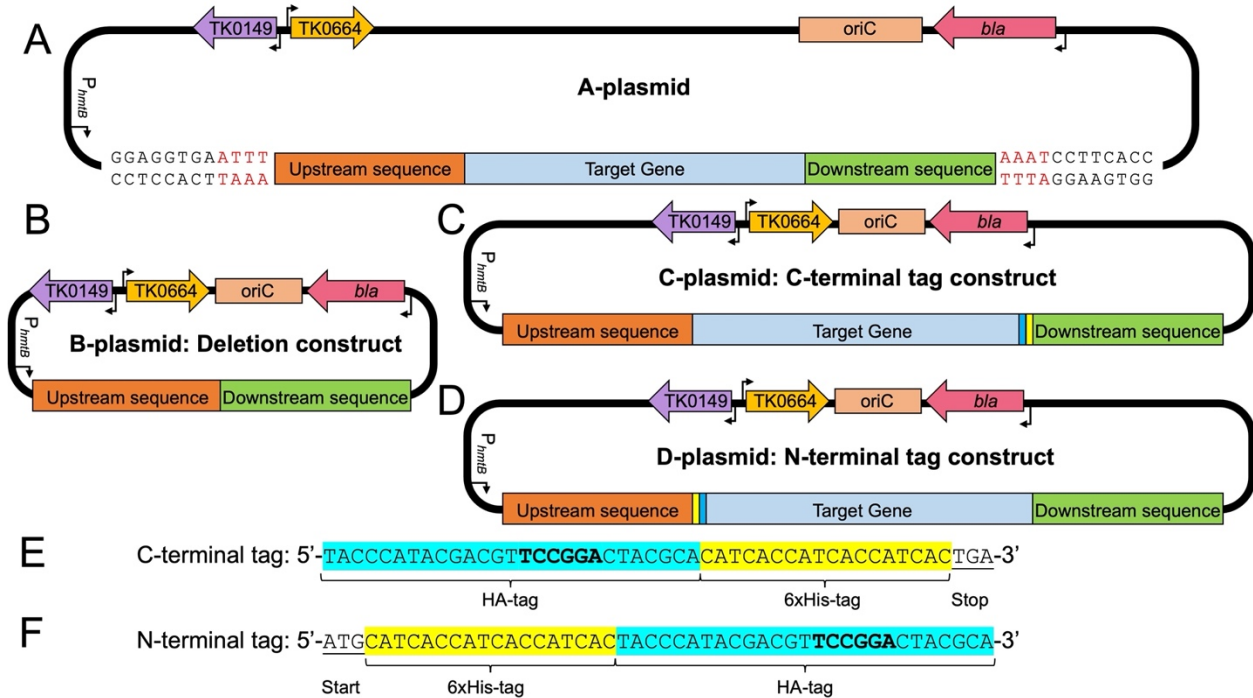 A
TK0149 TK0664 oriC bla
P hmtB
A-plasmid
GGAGGTGAATTT Upstream sequence Target Gene Downstream sequence AAATCCTTCACC
CCTCCACTTAAA TTTAGGAAGTGG
B
TK0149 TK0664 oriC bla
P hmtB
B-plasmid: Deletion construct
Upstream sequence Downstream sequence
C
TK0149 TK0664 oriC bla
P hmtB
C-plasmid: C-terminal tag construct
Upstream sequence Target Gene Downstream sequence
D
TK0149 TK0664 oriC bla
P hmtB
D-plasmid: N-terminal tag construct
Upstream sequence Target Gene Downstream sequence
E
C-terminal tag: 5’-TACCCATACGACGTTCCGGACTACGCACATCACCATCACCATCACTGA-3’
HA-tag 6xHis-tag Stop
F
N-terminal tag: 5’-ATGCATCACCATCACCATCACTACCCATACGACGTTCCGGACTACGCA-3’
Start 6xHis-tag HA-tag